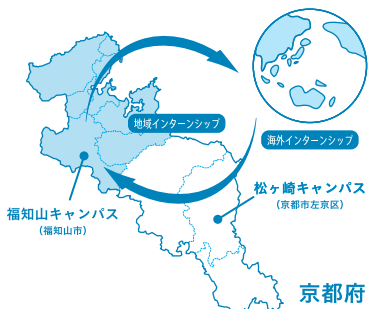 地域インターンシップ
海外インターンシップ
松ヶ崎キャンパス
（京都市左京区）
福知山キャンパス
（福知山市）
京都府